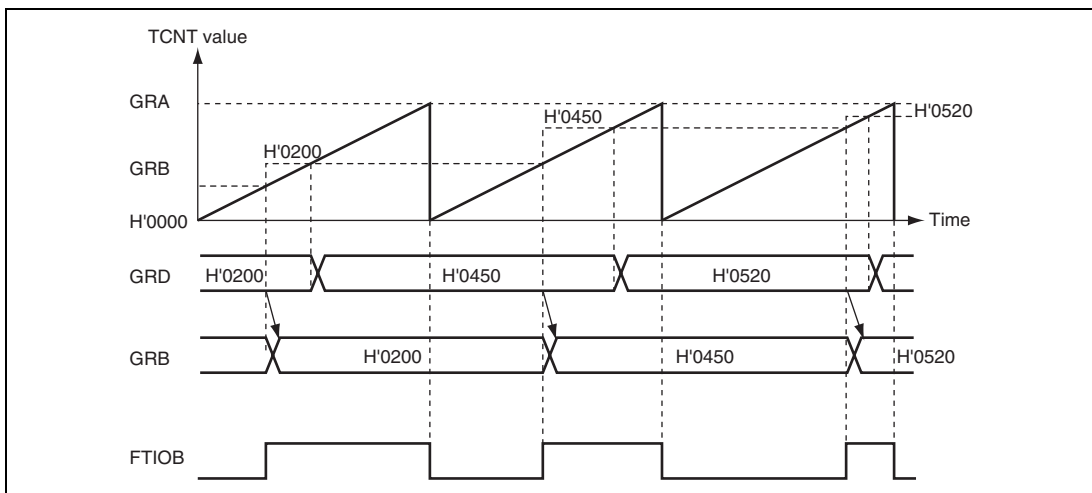 TCNT value
GRA
H'0450
H'0520
H'0200
GRB
H'0000
Time
GRD
H'0200
H'0450
H'0520
GRB
H'0200
H'0450
H'0520
FTIOB